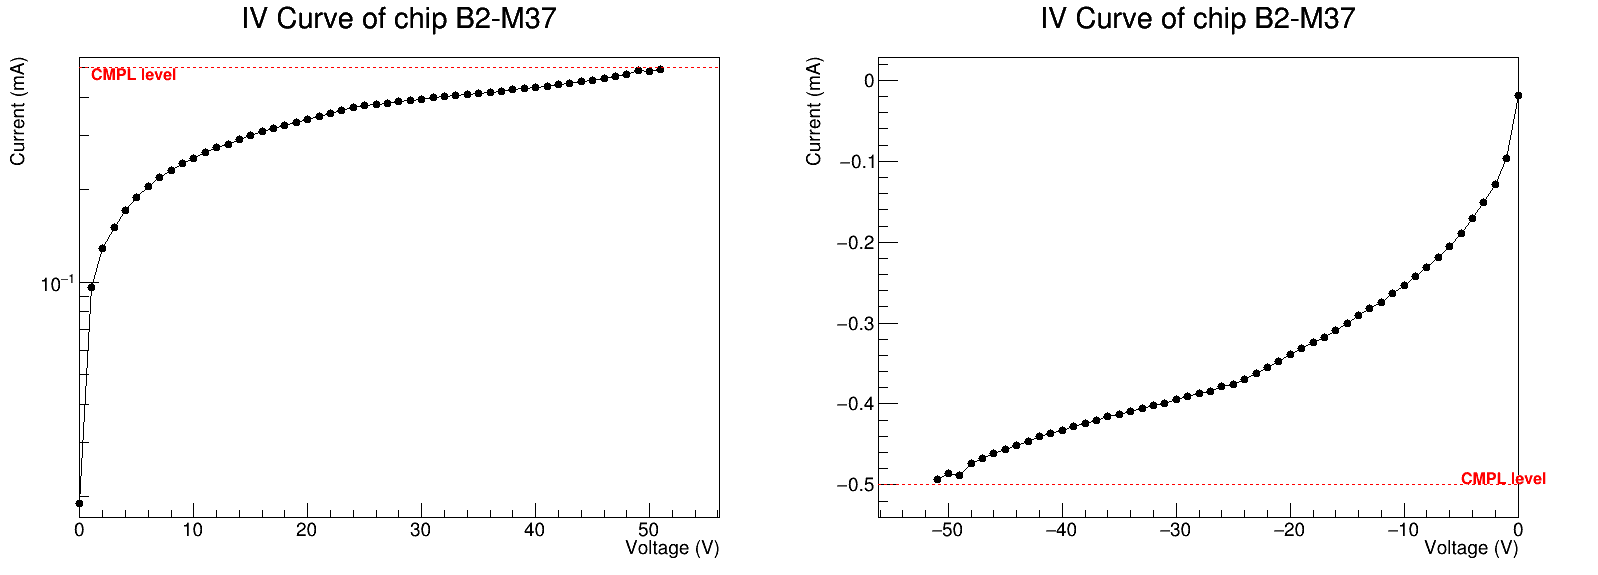 IV Curve of chip B2-M37
Current (mA)
CMPL level
10⁻¹
0 10 20 30 40 50
Voltage (V)
IV Curve of chip B2-M37
Current (mA)
0
−0.1
−0.2
−0.3
−0.4
−0.5
CMPL level
−50 −40 −30 −20 −10 0
Voltage (V)